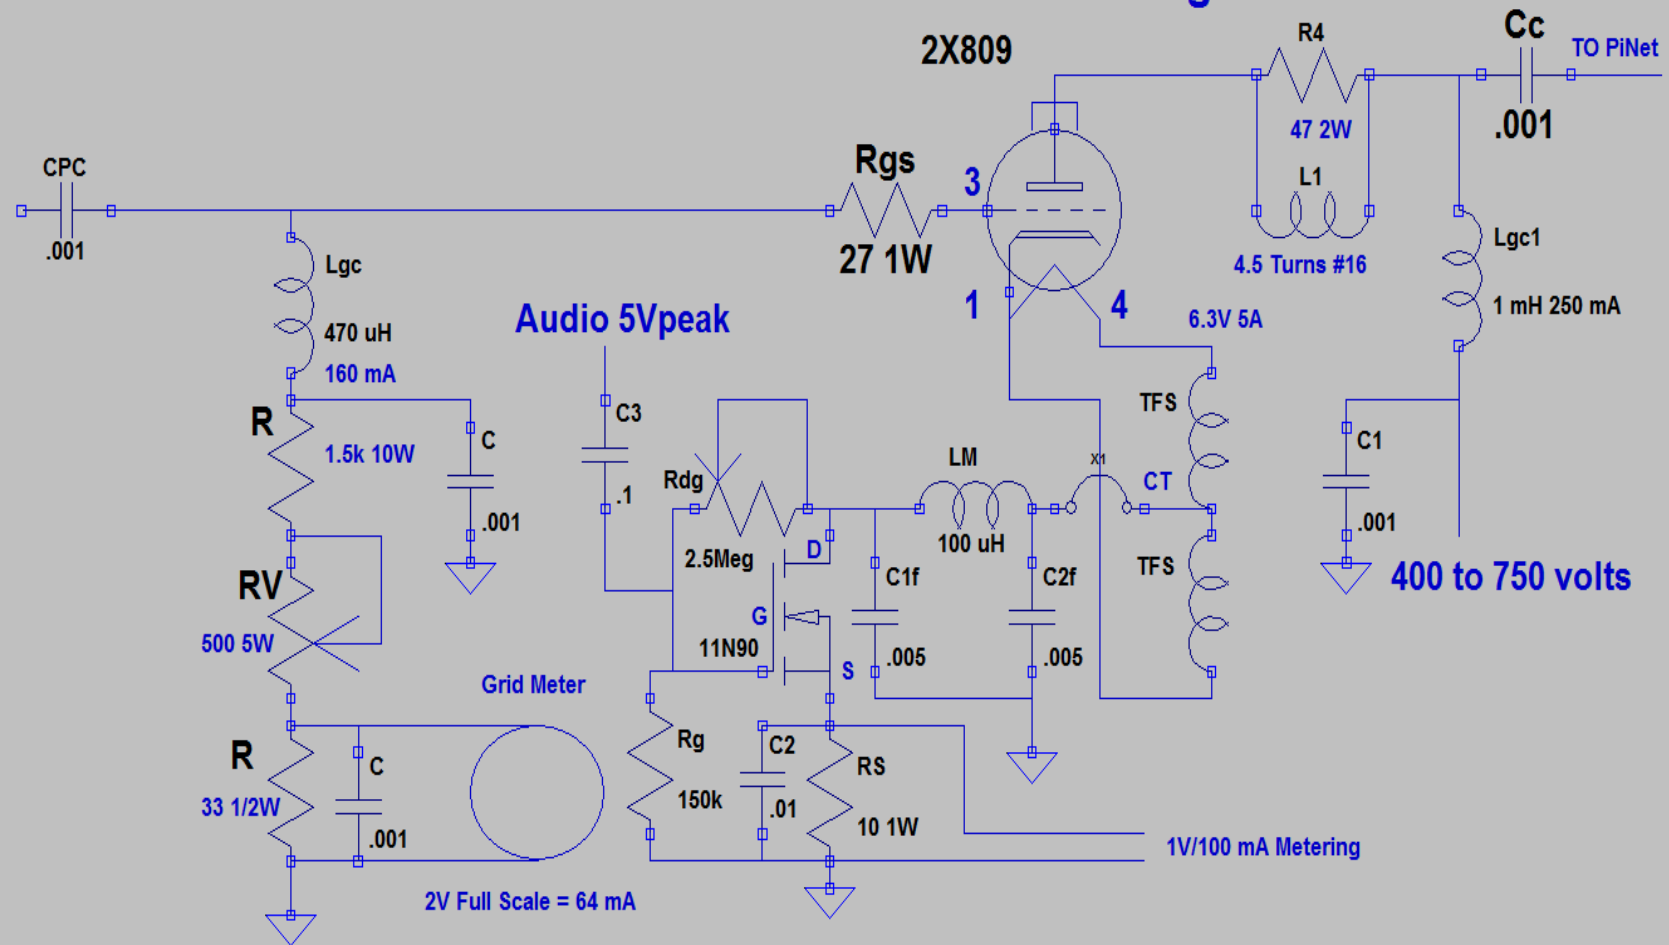 2X809
R4
Cc
TO PiNet
47 2W
.001
CPC
.001
Rgs
3
27 1W
L1
4.5 Turns #16
Lgc1
1 mH 250 mA
Lgc
470 uH
160 mA
Audio 5Vpeak
1
4
6.3V 5A
R
1.5k 10W
C
.001
C3
.1
Rdg
2.5Meg
LM
100 uH
X1
CT
TFS
TFS
C1
.001
400 to 750 volts
D
G
S
11N90
C1f
.005
C2f
.005
RV
500 5W
Grid Meter
R
33 1/2W
C
.001
Rg
150k
C2
.01
RS
10 1W
1V/100 mA Metering
2V Full Scale = 64 mA